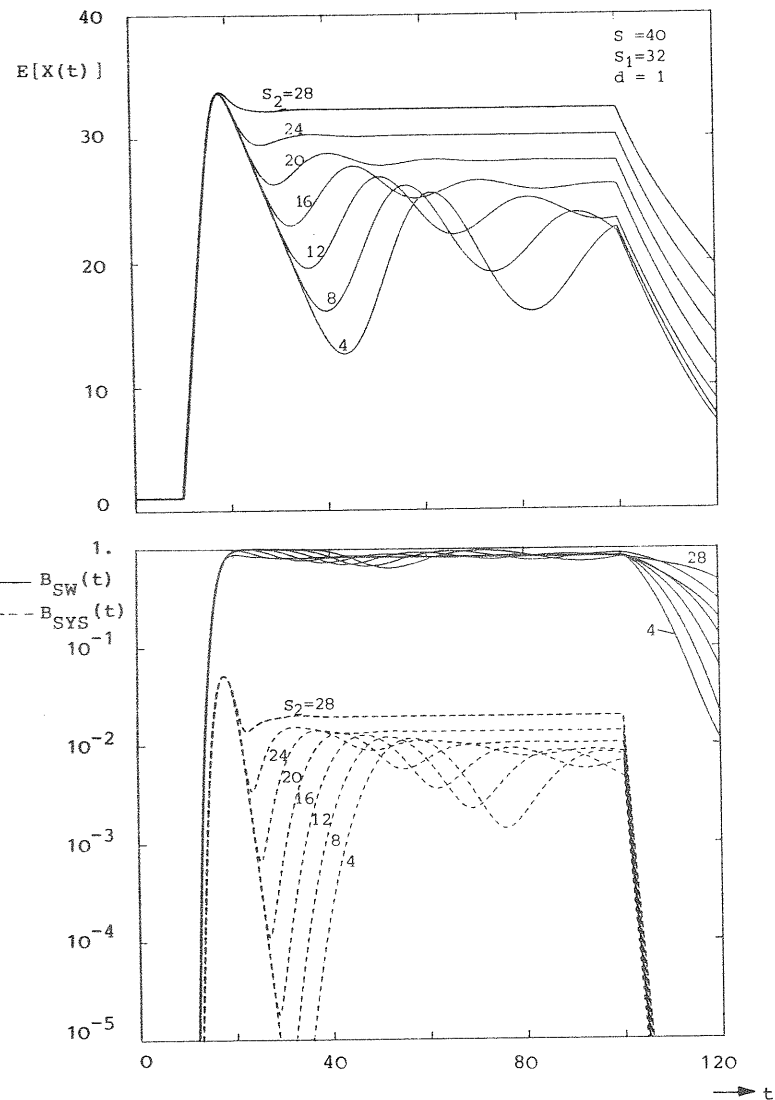 40
E[X(t)]
30
20
10
0
S =40
S₁=32
d = 1
S₂=28
24
20
16
12
8
4
1.
— B_SW(t)
--- B_SYS(t)
10⁻¹
10⁻²
10⁻³
10⁻⁴
10⁻⁵
28
4
S₂=28
24
20
16
12
8
4
0 40 80 120
→ t